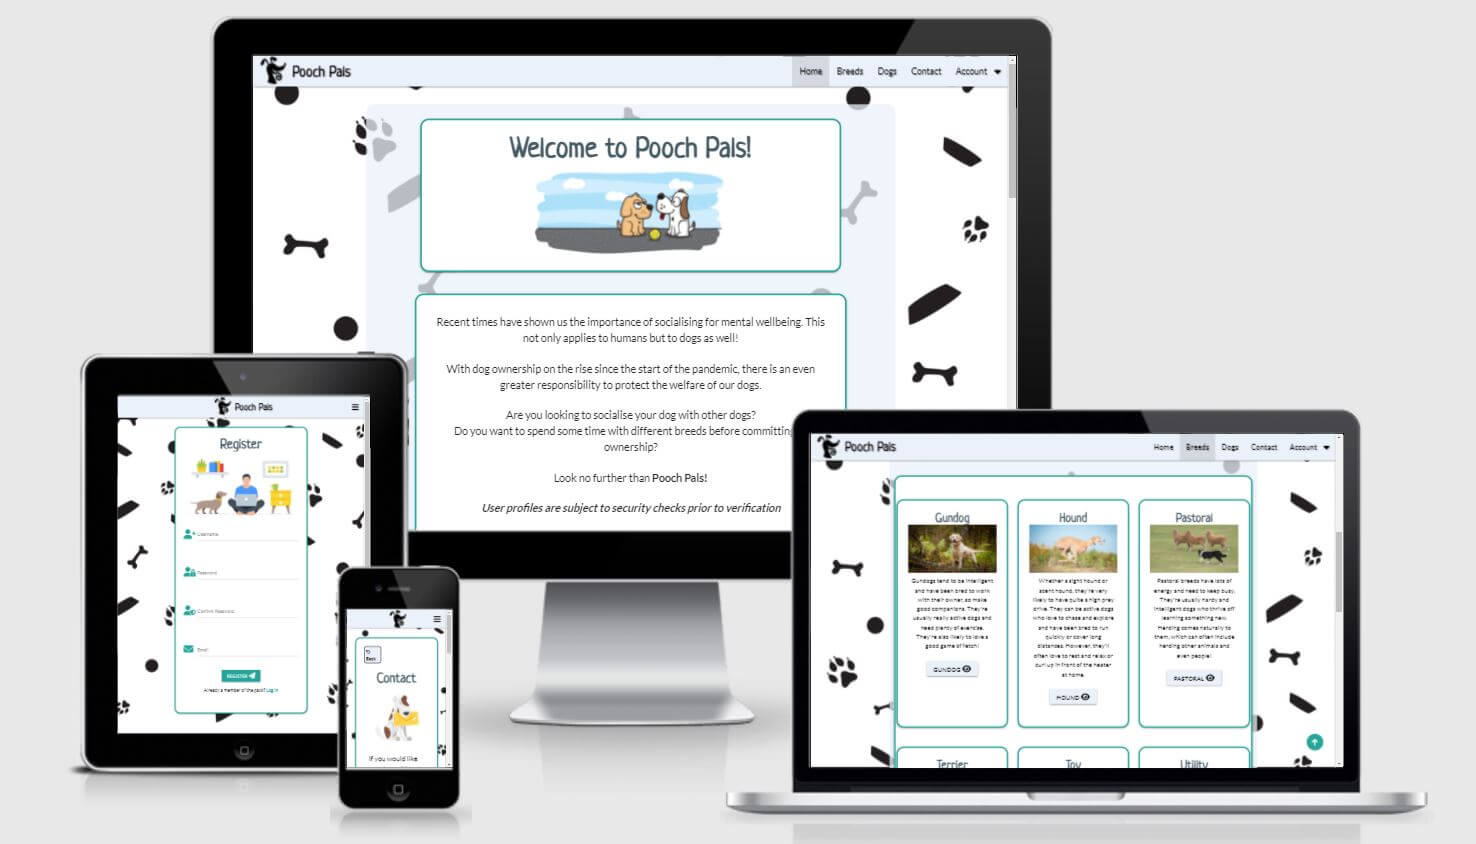 Pooch Pals
Home Breeds Dogs Contact Account
Welcome to Pooch Pals!
Recent times have shown us the importance of socialising for mental wellbeing. This
not only applies to humans but to dogs as well!
With dog ownership on the rise since the start of the pandemic, there is an even
greater responsibility to protect the welfare of our dogs.
Are you looking to socialise your dog with other dogs?
Do you want to spend some time with different breeds before committing
ownership?
Look no further than Pooch Pals!
User profiles are subject to security checks prior to verification
Pooch Pals
Register
Username
Password
Confirm Password
Email
REGISTER
Already a member of the pack? Log In
Back
Contact
If you would like
Pooch Pals
Home Breeds Dogs Contact Account
Gundog
Gundogs tend to be intelligent
and have been bred to work
with their owner, so make
good companions. They're
usually really active dogs and
need plenty of exercise.
They're also likely to love a
good game of fetch!
GUNDOG
Hound
Whether a sight hound or
scent hound, they're very
likely to have quite a high prey
drive. They can be active dogs
who love to chase and explore
and have been bred to run
quickly or cover long
distances. However, they'll
often love to rest and relax or
curl up in front of the heater
at home.
HOUND
Pastoral
Pastoral breeds have lots of
energy and need to keep busy.
They're usually hardy and
intelligent dogs who thrive off
learning something new.
Herding comes naturally to
them, which can often include
herding other animals and
even people!
PASTORAL
Terrier
Toy
Utility